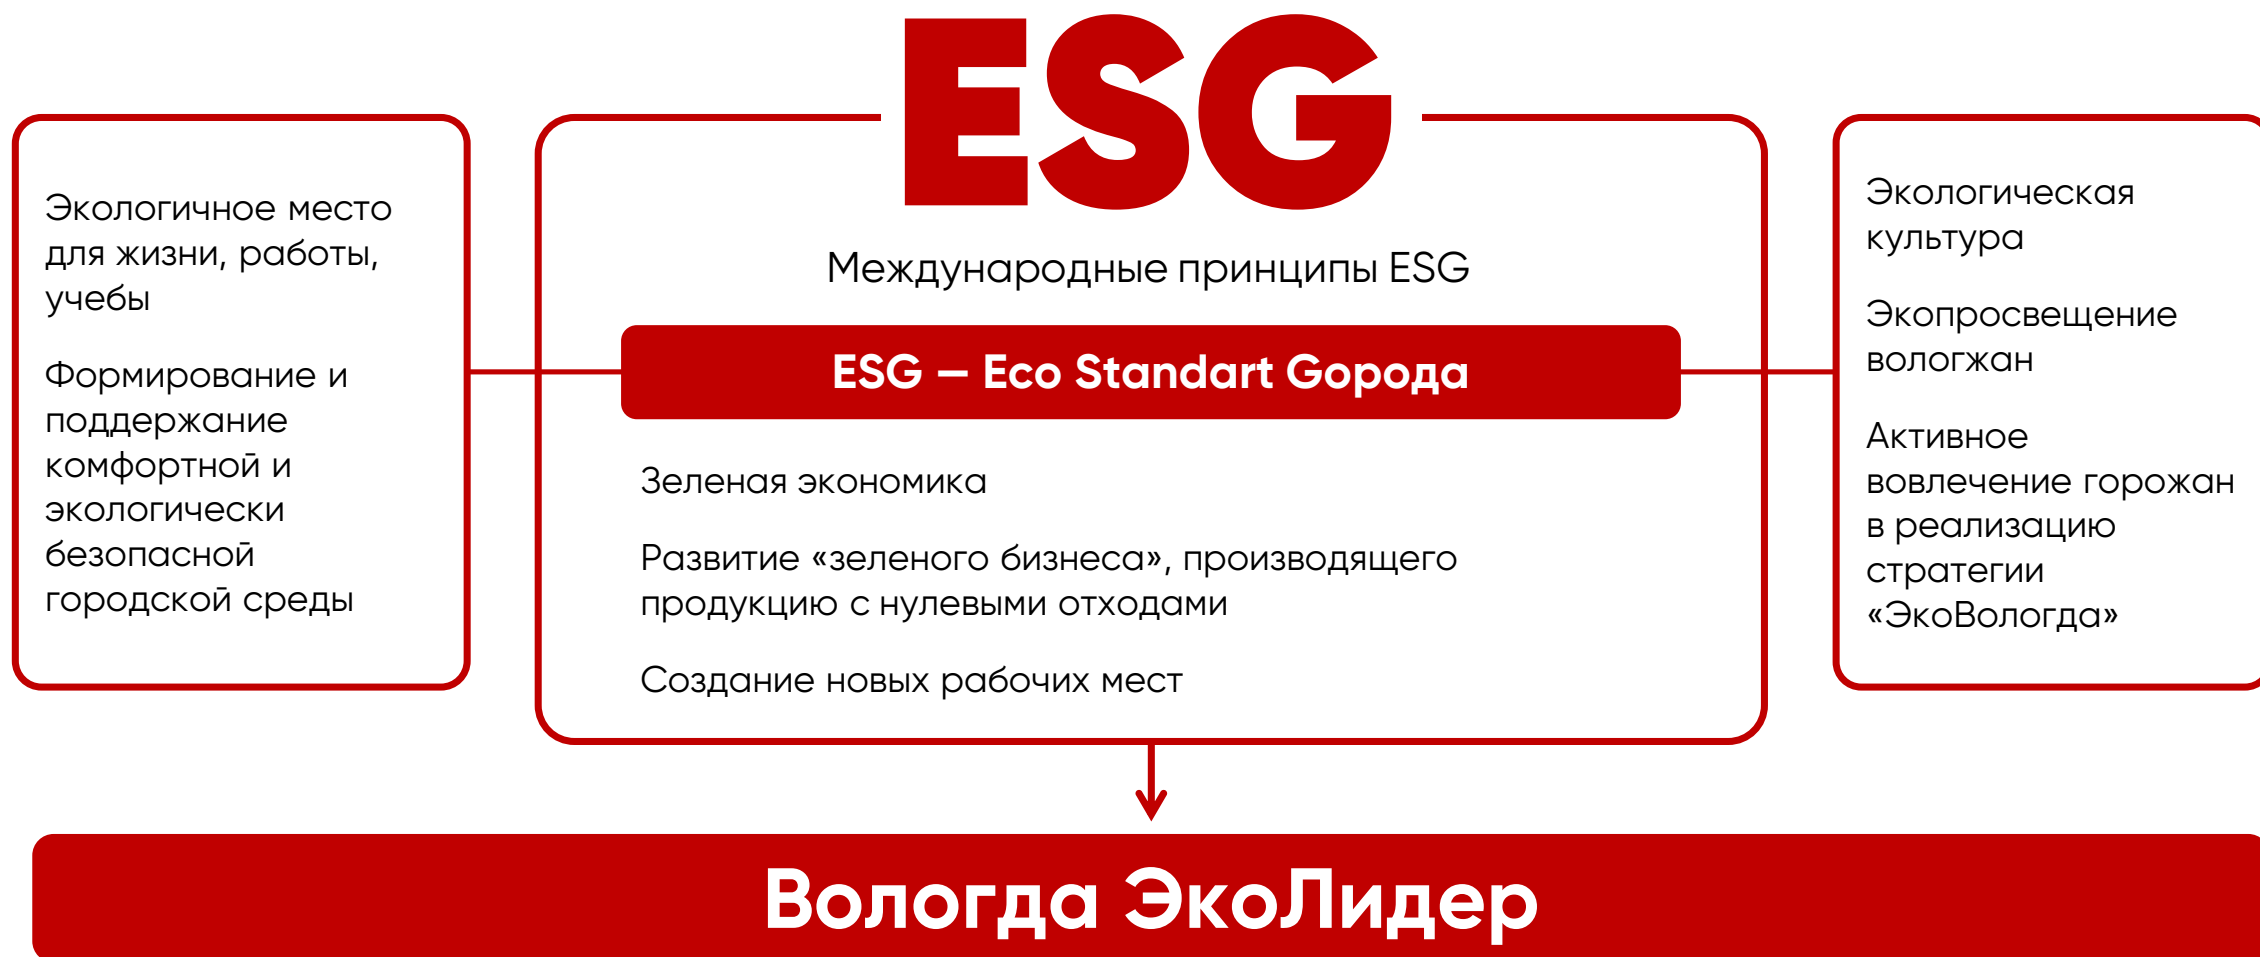 ESG
Экологичное место
для жизни, работы,
учебы
Формирование и
поддержание
комфортной и
экологически
безопасной
городской среды
Международные принципы ESG
ESG — Eco Standart Gорода
Зеленая экономика
Развитие «зеленого бизнеса», производящего
продукцию с нулевыми отходами
Создание новых рабочих мест
Экологическая
культура
Экопросвещение
вологжан
Активное
вовлечение горожан
в реализацию
стратегии
«ЭкоВологда»
Вологда ЭкоЛидер